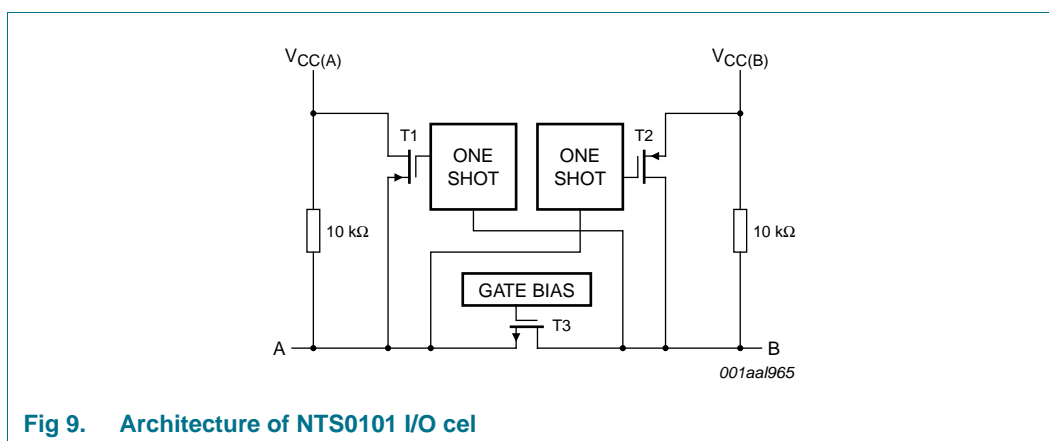 VCC(A)
VCC(B)
T1
T2
ONE
SHOT
ONE
SHOT
10 kΩ
10 kΩ
GATE BIAS
T3
A
B
001aal965
Fig 9. Architecture of NTS0101 I/O cel